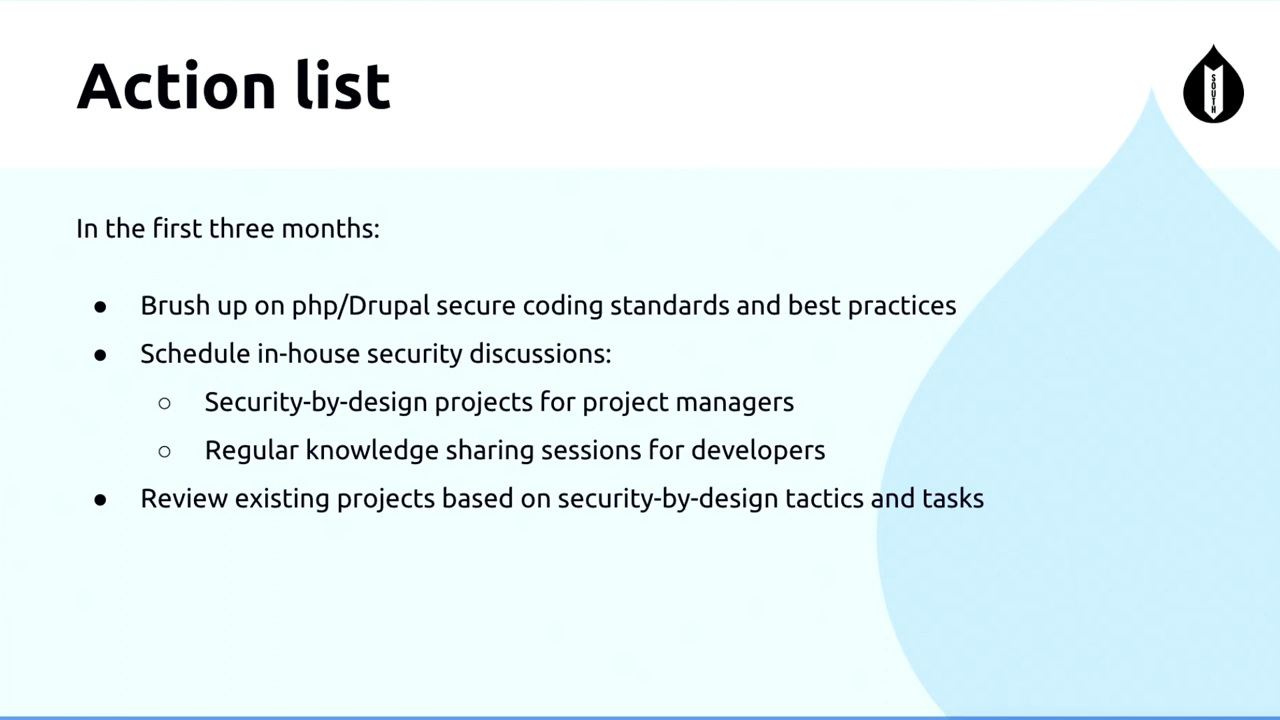 Action list
SOUTH
In the first three months:
● Brush up on php/Drupal secure coding standards and best practices
● Schedule in-house security discussions:
○ Security-by-design projects for project managers
○ Regular knowledge sharing sessions for developers
● Review existing projects based on security-by-design tactics and tasks